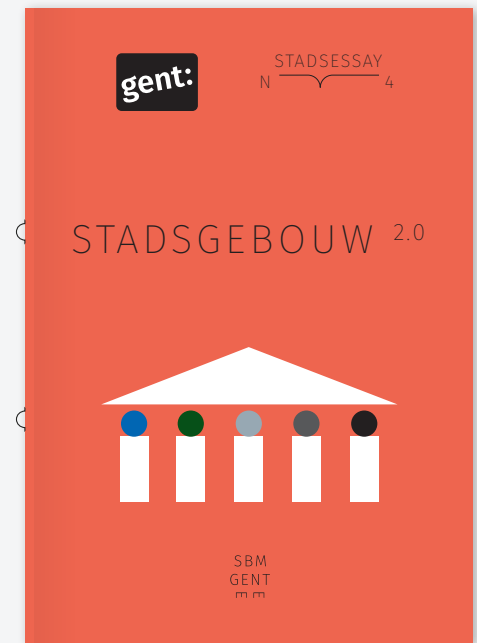 gent:
STADSESSAY
N 4
STADSGEBOUW 2.0
SBM
GENT
E E